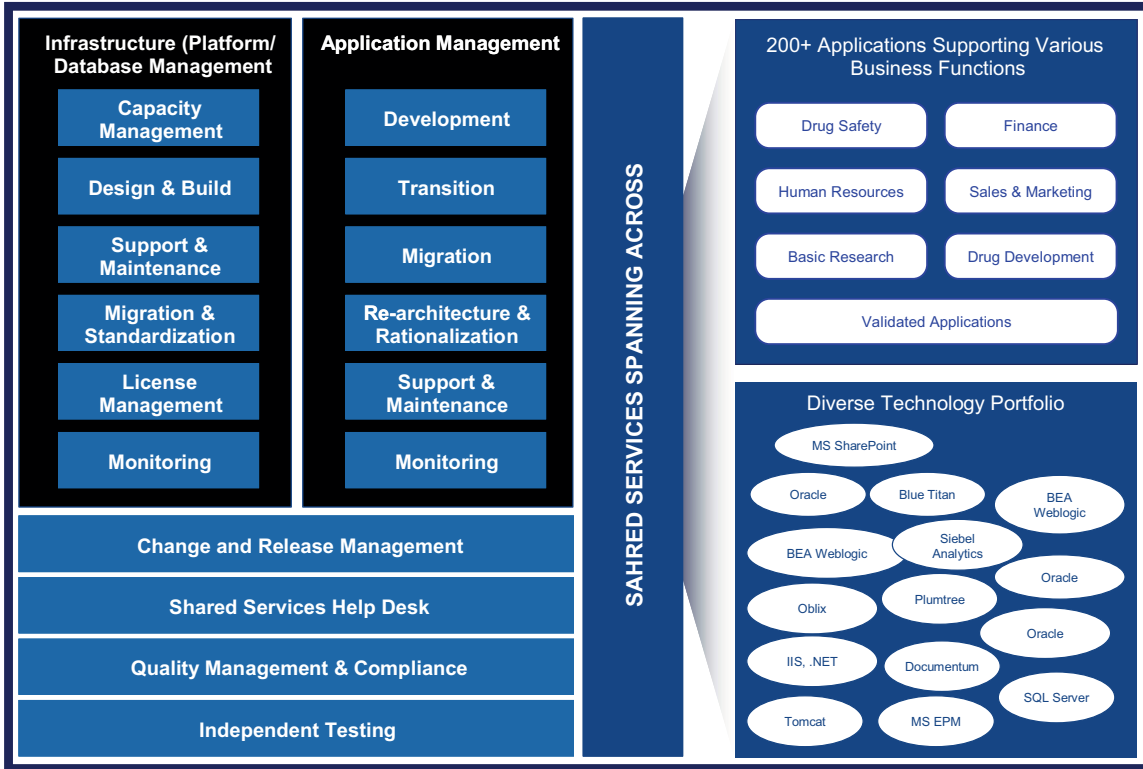 Infrastructure (Platform/
Database Management
Capacity
Management
Design & Build
Support &
Maintenance
Migration &
Standardization
License
Management
Monitoring
Application Management
Development
Transition
Migration
Re-architecture &
Rationalization
Support &
Maintenance
Monitoring
Change and Release Management
Shared Services Help Desk
Quality Management & Compliance
Independent Testing
SAHRED SERVICES SPANNING ACROSS
200+ Applications Supporting Various
Business Functions
Drug Safety
Finance
Human Resources
Sales & Marketing
Basic Research
Drug Development
Validated Applications
Diverse Technology Portfolio
MS SharePoint
Oracle
Blue Titan
BEA
Weblogic
BEA Weblogic
Siebel
Analytics
Oracle
Oblix
Plumtree
Oracle
IIS, .NET
Documentum
SQL Server
Tomcat
MS EPM